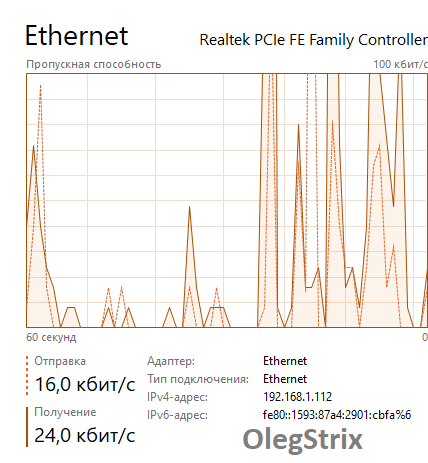 Ethernet
Realtek PCIe FE Family Controller
Пропускная способность
100 кбит/с
60 секунд
0
Отправка
16,0 кбит/с
Получение
24,0 кбит/с
Адаптер: Ethernet
Тип подключения: Ethernet
IPv4-адрес: 192.168.1.112
IPv6-адрес: fe80::1593:87a4:2901:cbfa%6
OlegStrix